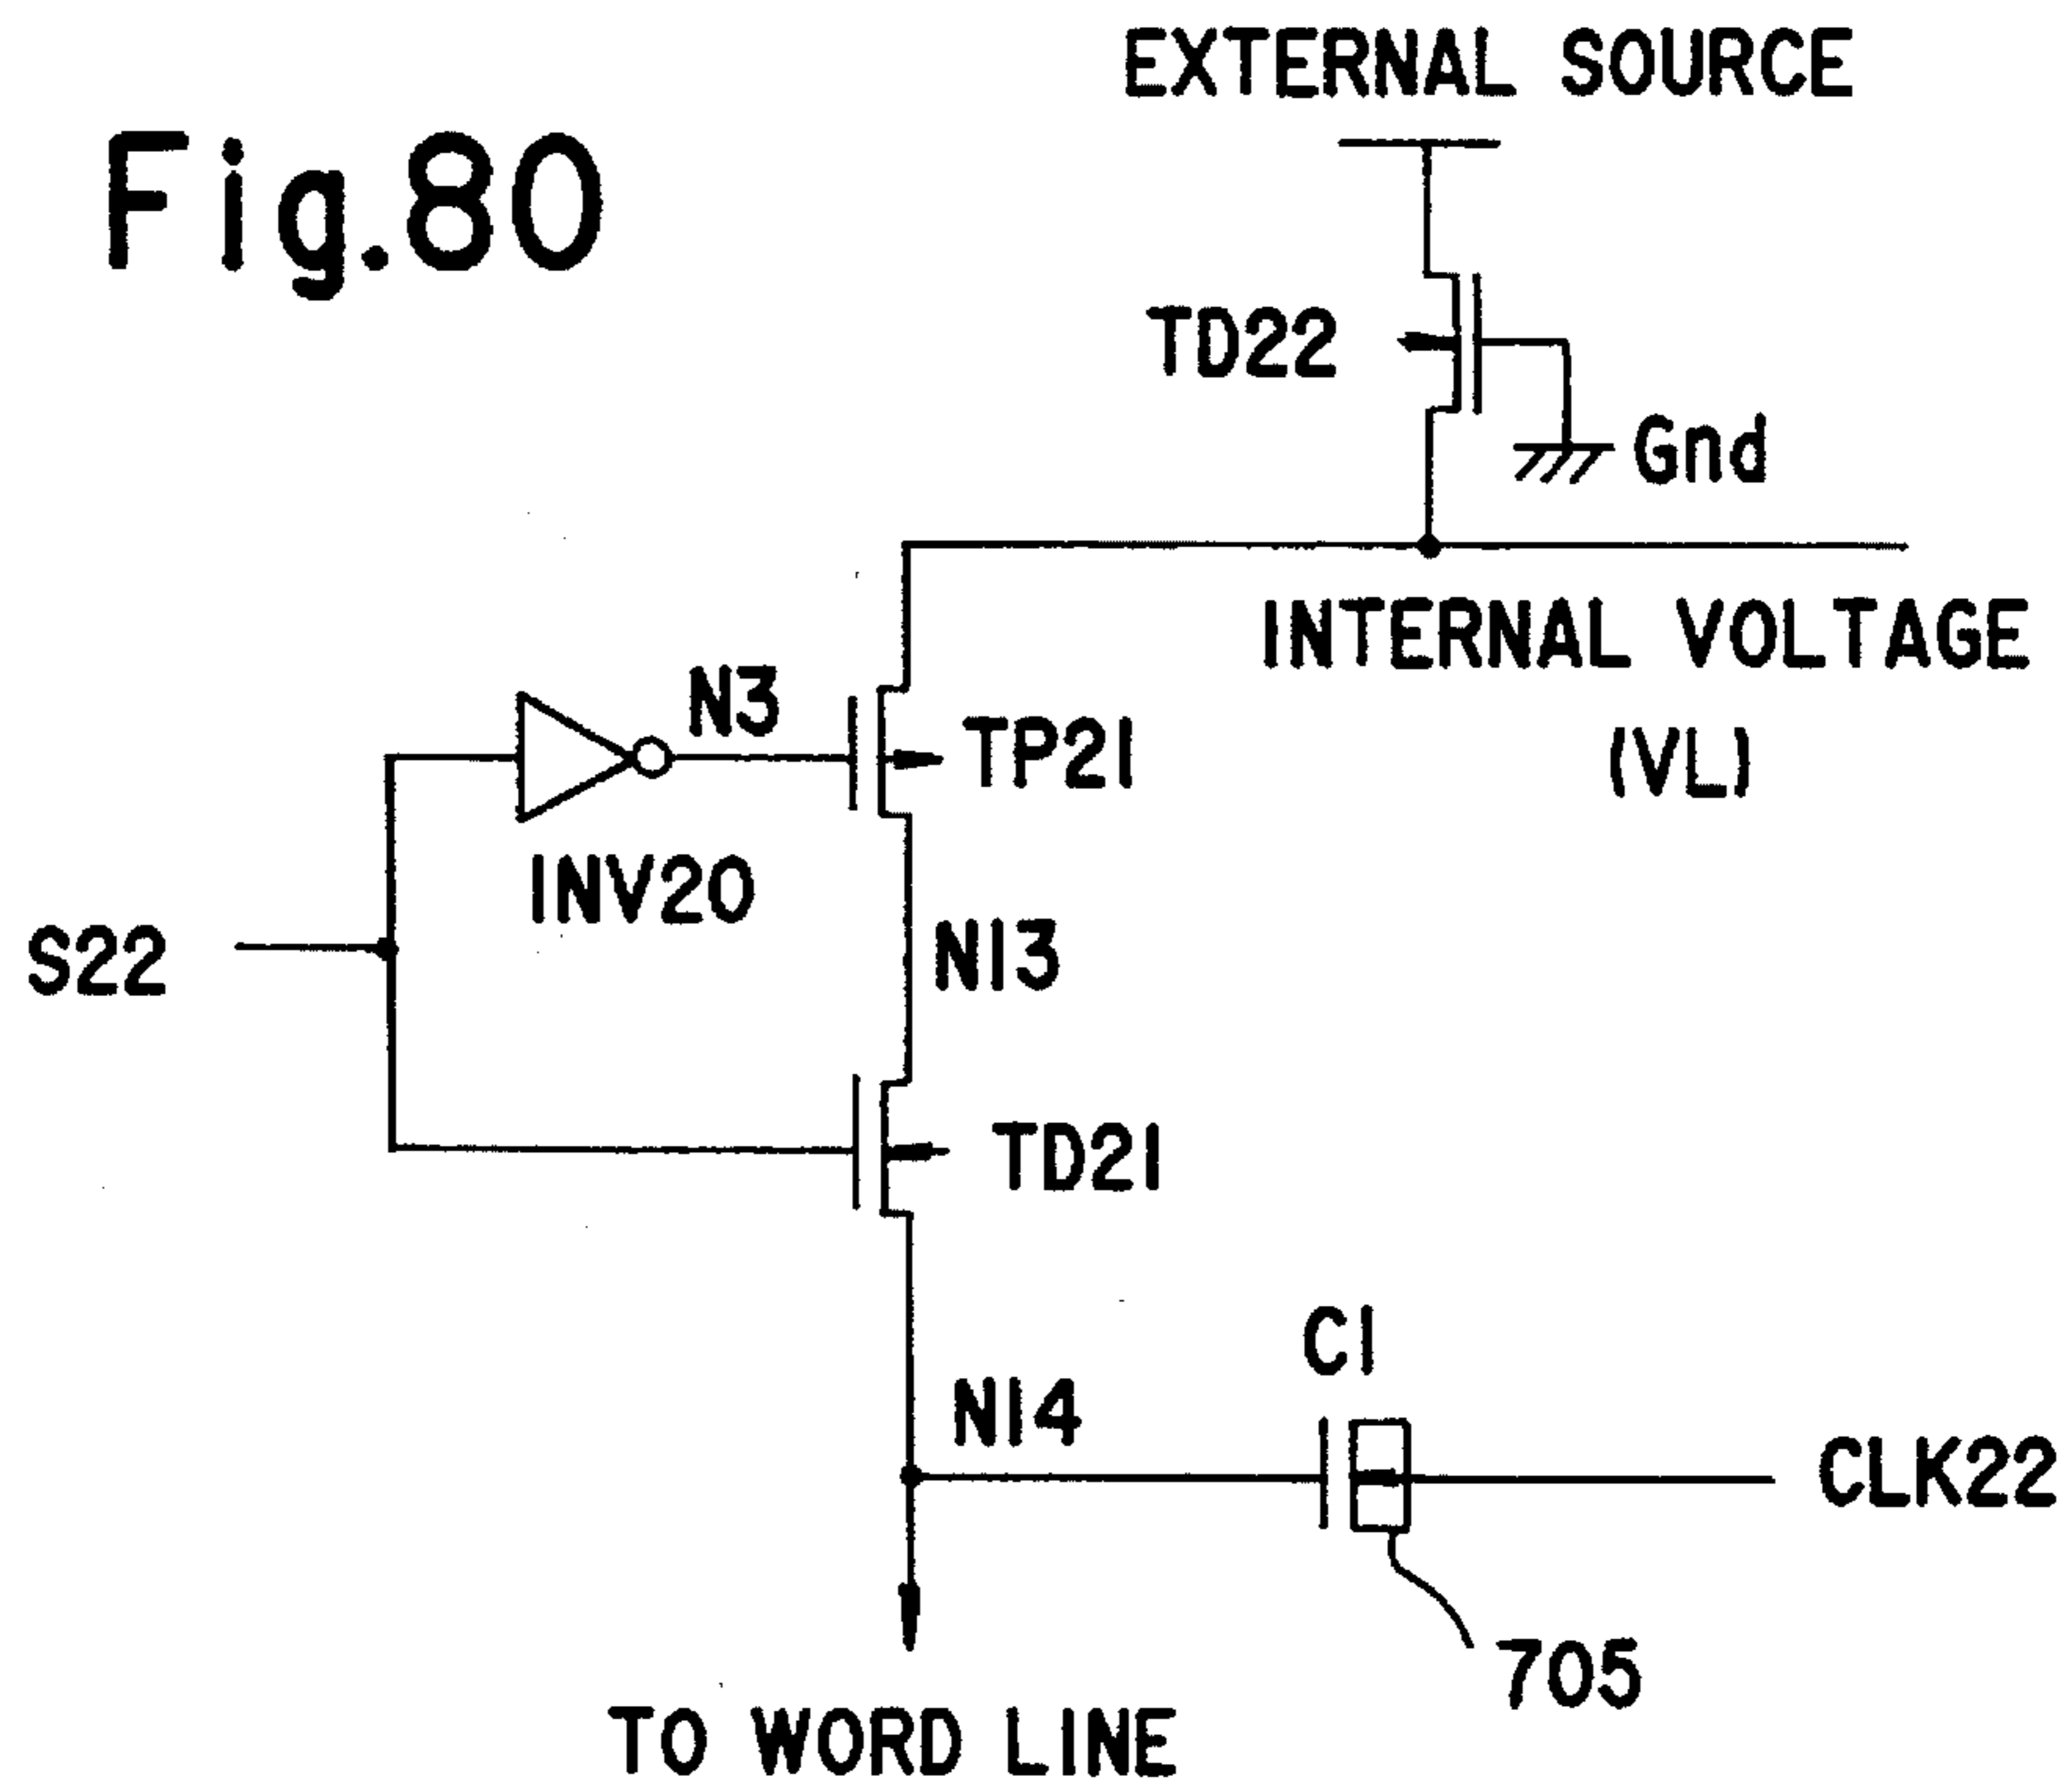 EXTERNAL SOURCE
Fig.80
TD22
Gnd
INTERNAL VOLTAGE
(VL)
N3
TP21
INV20
S22
N13
TD21
C1
N14
CLK22
705
TO WORD LINE